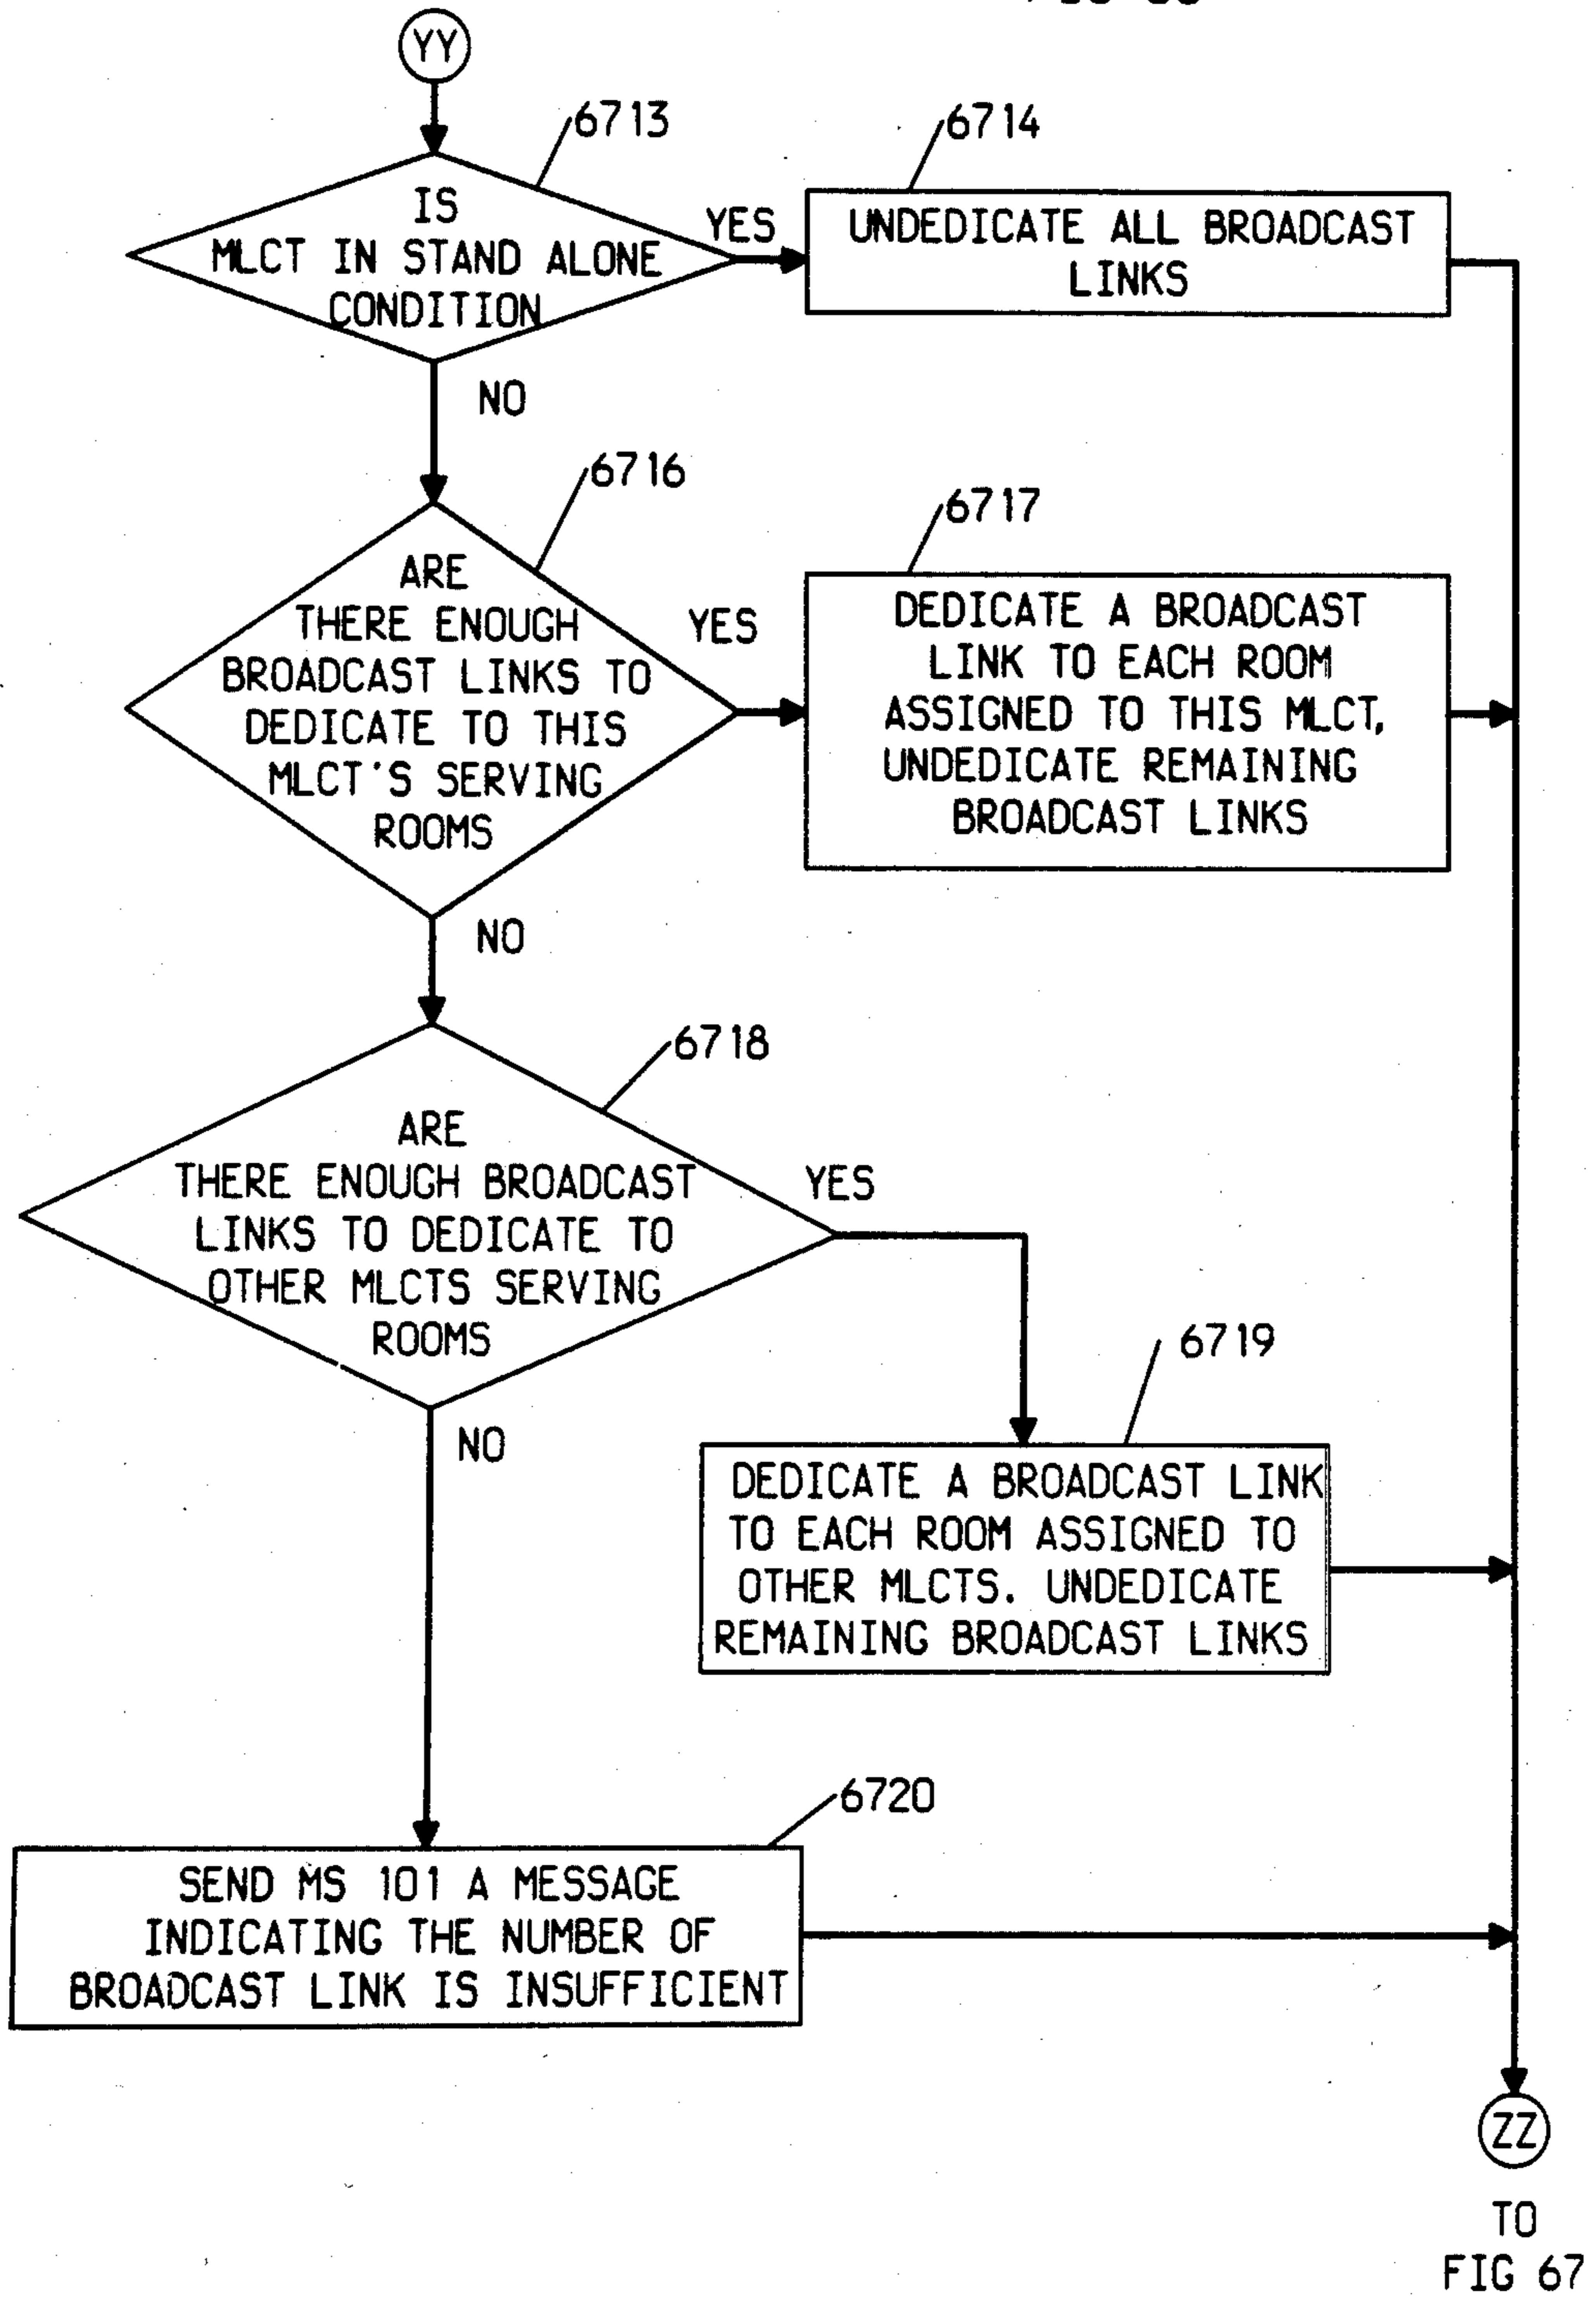 YY
6713
IS
MLCT IN STAND ALONE
CONDITION
YES
6714
UNDEDICATE ALL BROADCAST
LINKS
NO
6716
ARE
THERE ENOUGH
BROADCAST LINKS TO
DEDICATE TO THIS
MLCT'S SERVING
ROOMS
YES
6717
DEDICATE A BROADCAST
LINK TO EACH ROOM
ASSIGNED TO THIS MLCT,
UNDEDICATE REMAINING
BROADCAST LINKS
NO
6718
ARE
THERE ENOUGH BROADCAST
LINKS TO DEDICATE TO
OTHER MLCTS SERVING
ROOMS
YES
6719
DEDICATE A BROADCAST LINK
TO EACH ROOM ASSIGNED TO
OTHER MLCTS. UNDEDICATE
REMAINING BROADCAST LINKS
NO
6720
SEND MS 101 A MESSAGE
INDICATING THE NUMBER OF
BROADCAST LINK IS INSUFFICIENT
ZZ
TO
FIG 67